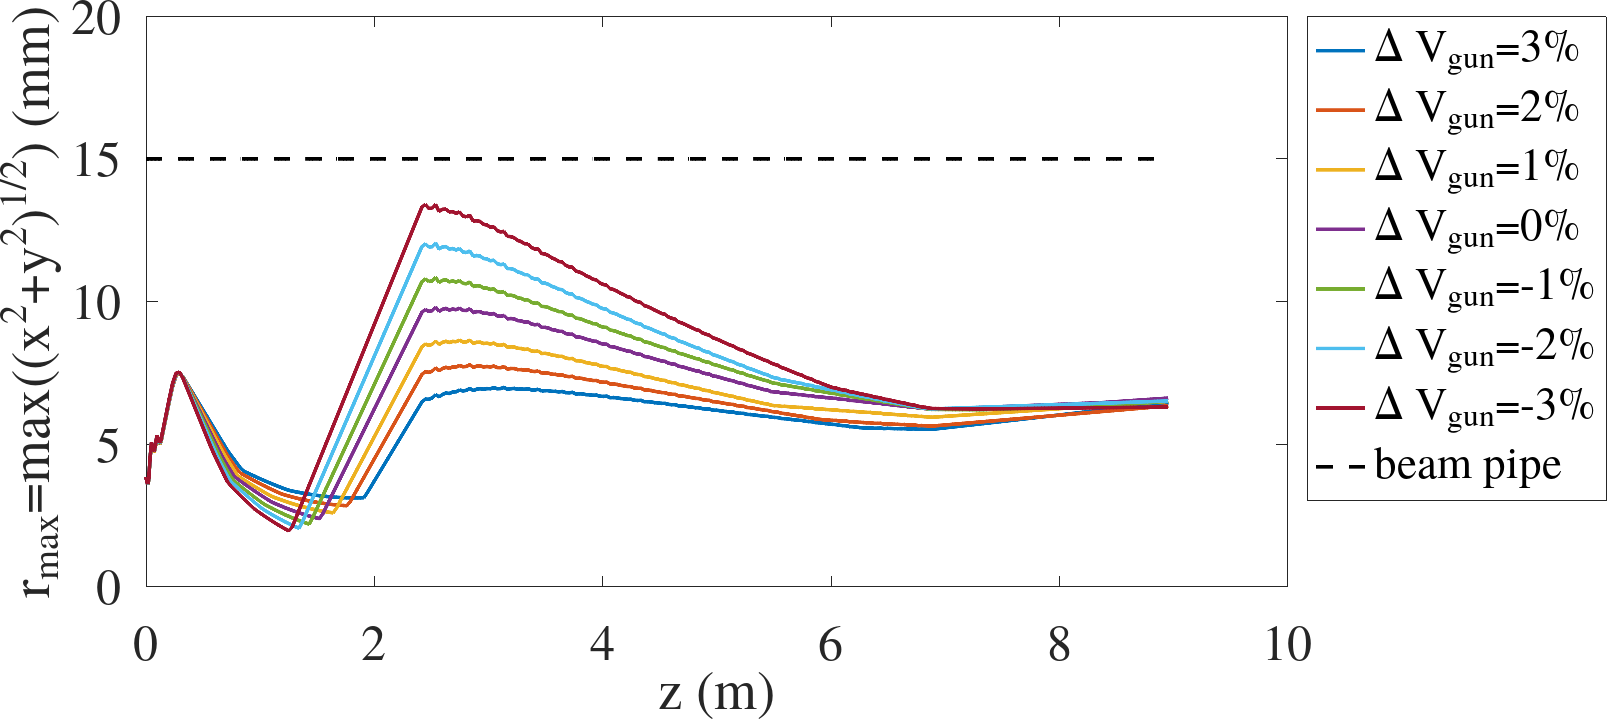 r_max=max((x^2+y^2)^1/2) (mm)
20
15
10
5
0
0 2 4 6 8 10
z (m)
Δ V_gun=3%
Δ V_gun=2%
Δ V_gun=1%
Δ V_gun=0%
Δ V_gun=-1%
Δ V_gun=-2%
Δ V_gun=-3%
beam pipe